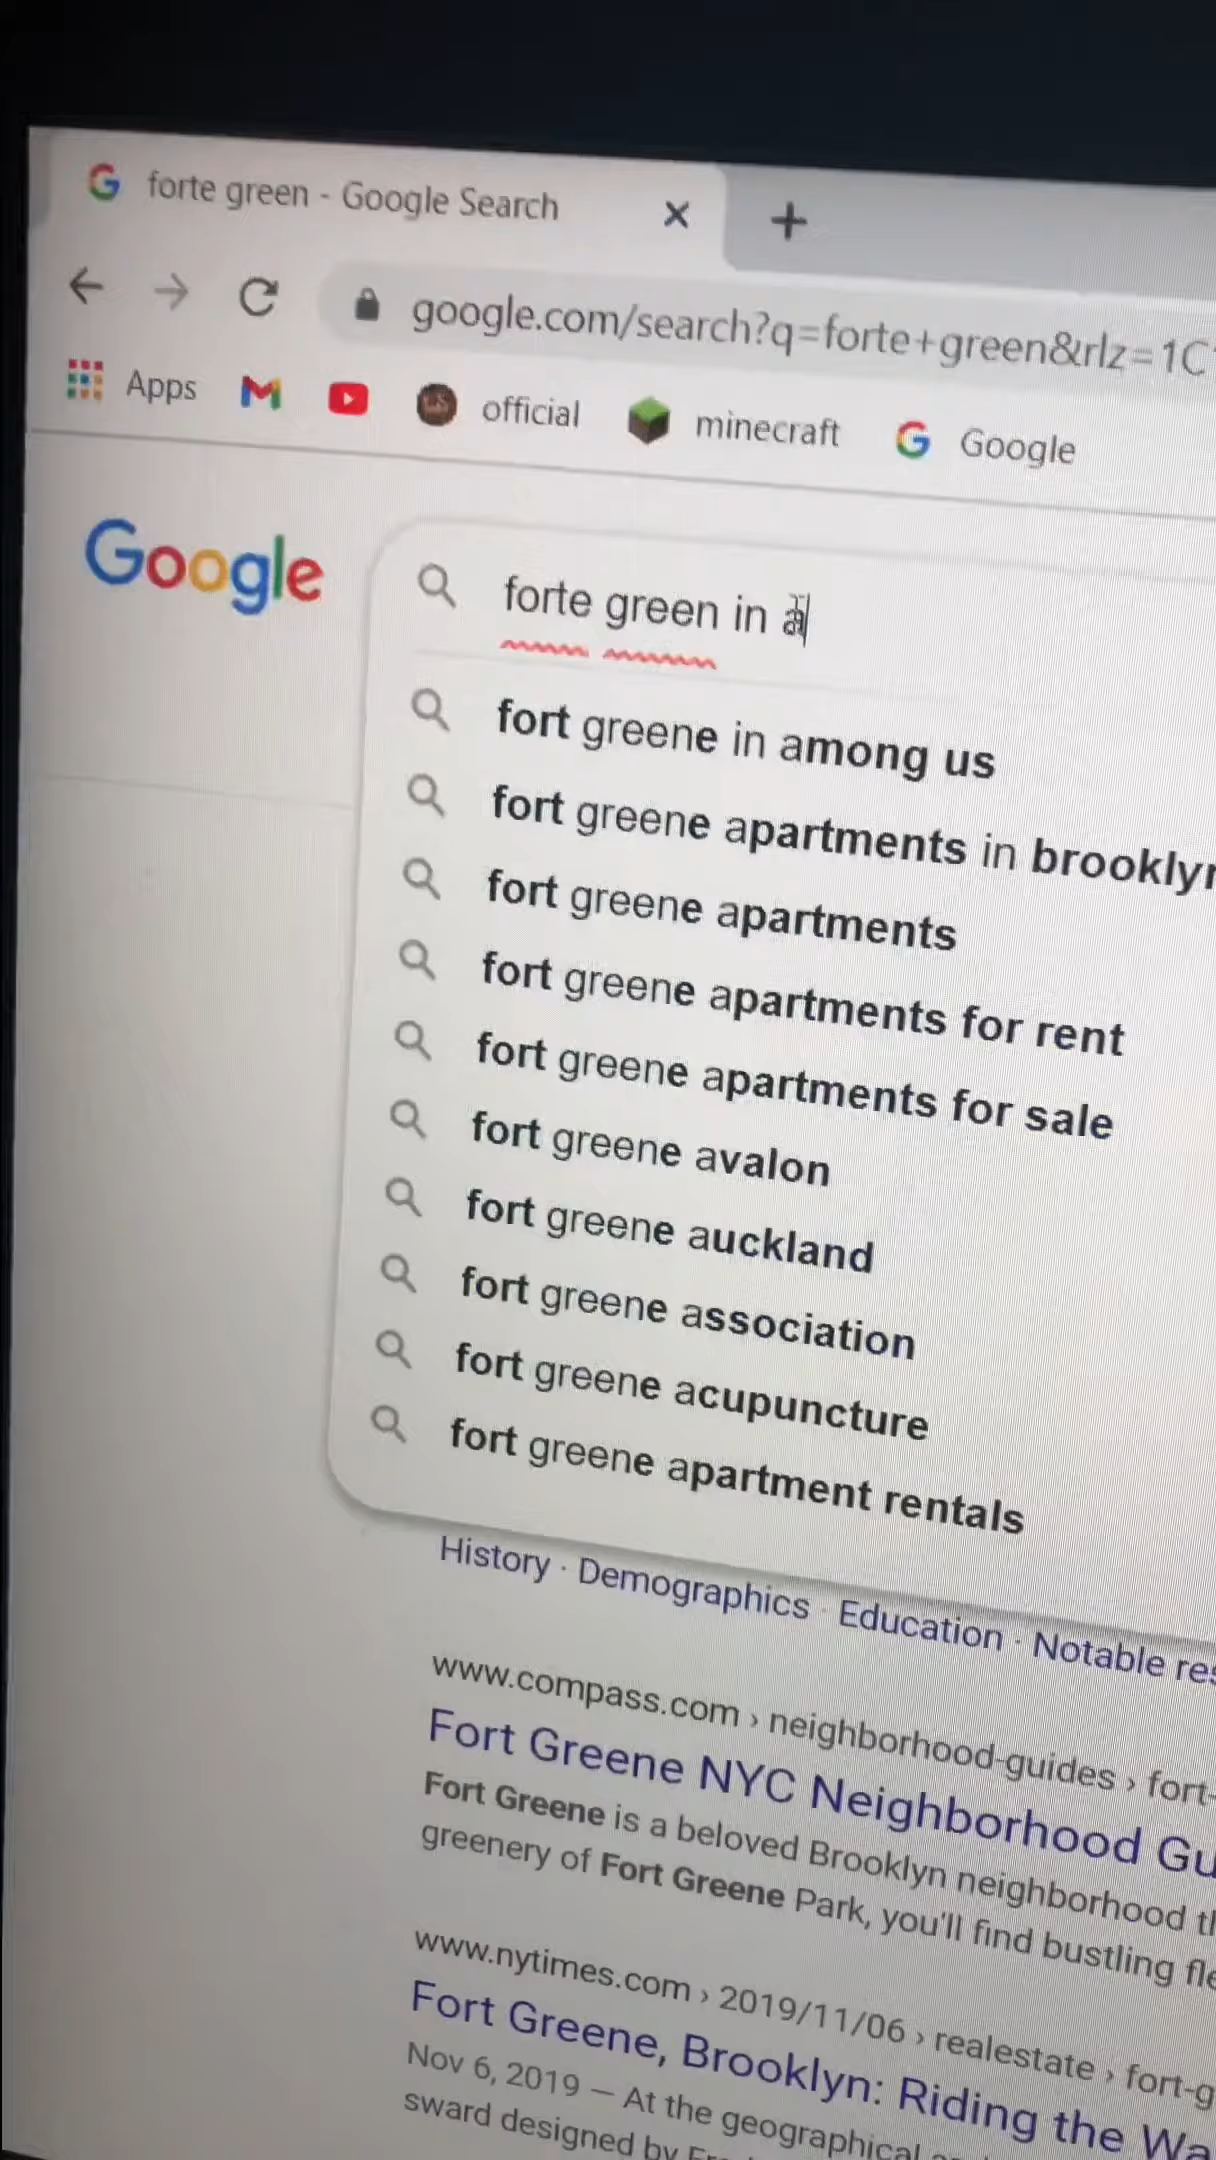 forte green - Google Search
google.com/search?q=forte+green&rlz=1C
Apps official minecraft Google
Google
forte green in a
fort greene in among us
fort greene apartments in brooklyn
fort greene apartments
fort greene apartments for rent
fort greene apartments for sale
fort greene avalon
fort greene auckland
fort greene association
fort greene acupuncture
fort greene apartment rentals
History · Demographics · Education · Notable res
www.compass.com › neighborhood-guides › fort-
Fort Greene NYC Neighborhood Gu
Fort Greene is a beloved Brooklyn neighborhood th
greenery of Fort Greene Park, you'll find bustling fle
www.nytimes.com › 2019/11/06 › realestate › fort-g
Fort Greene, Brooklyn: Riding the Wa
Nov 6, 2019 — At the geographical
sward designed by Fre